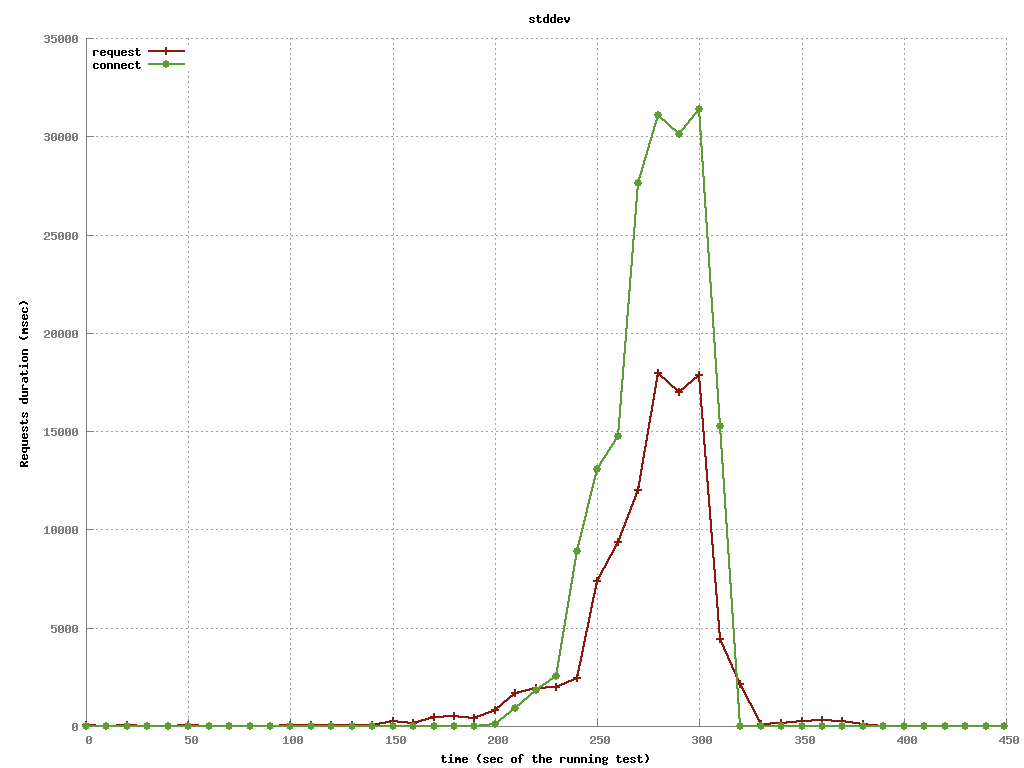 stddev
35000
request
connect
30000
25000
20000
15000
10000
5000
0
Requests duration (msec)
0 50 100 150 200 250 300 350 400 450
time (sec of the running test)